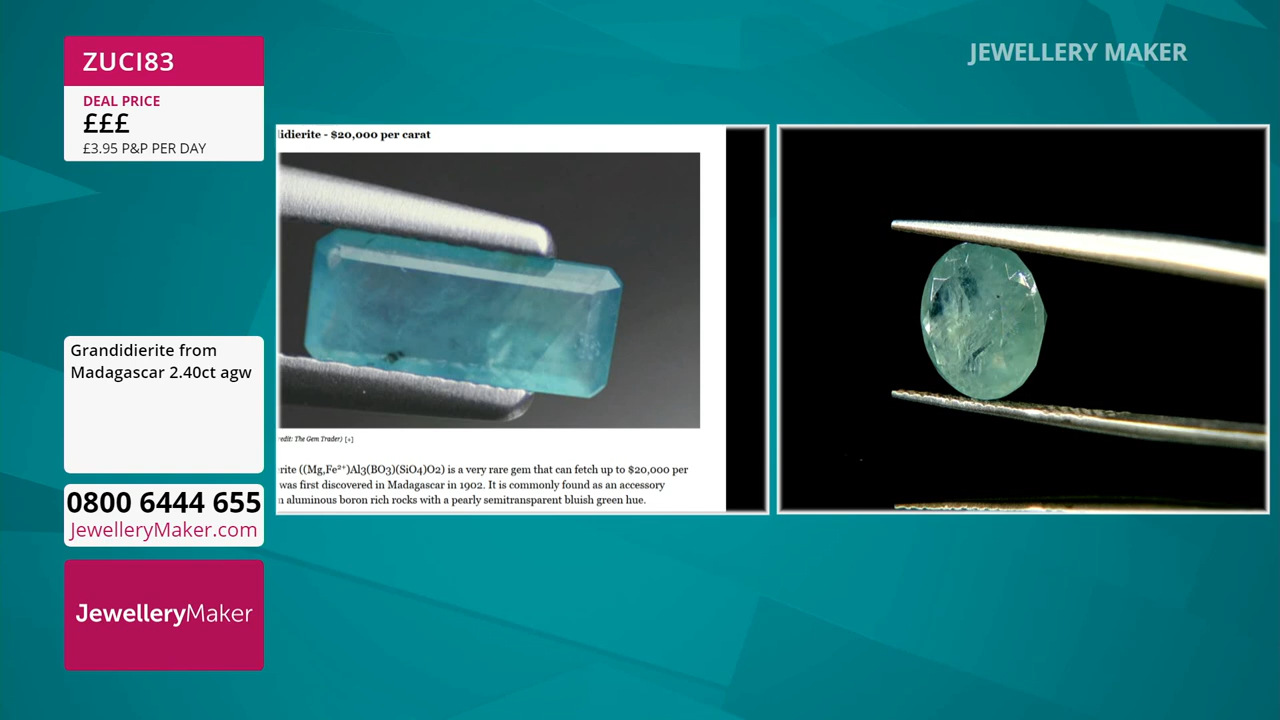 ZUCI83
DEAL PRICE
£££
£3.95 P&P PER DAY
JEWELLERY MAKER
idierite - $20,000 per carat
redit: The Gem Trader) [+]
rite ((Mg,Fe²⁺)Al3(BO3)(SiO4)O2) is a very rare gem that can fetch up to $20,000 per
was first discovered in Madagascar in 1902. It is commonly found as an accessory
n aluminous boron rich rocks with a pearly semitransparent bluish green hue.
Grandidierite from
Madagascar 2.40ct agw
0800 6444 655
JewelleryMaker.com
JewelleryMaker